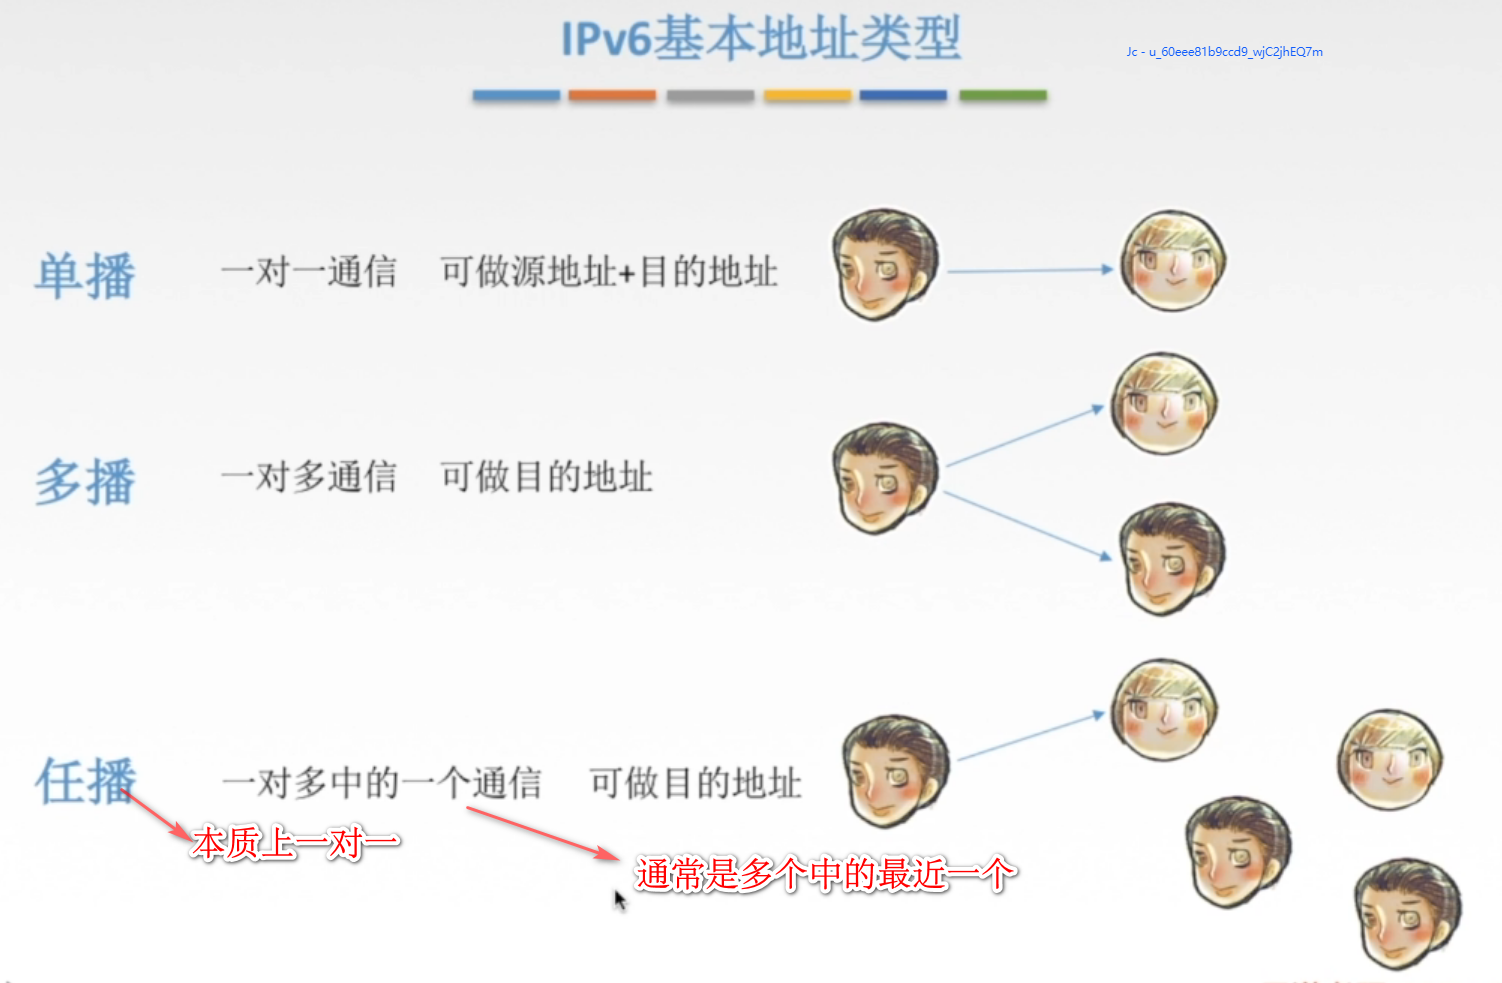 IPv6基本地址类型
Jc - u_60eee81b9ccd9_wjC2jhEQ7m
单播 一对一通信 可做源地址+目的地址
多播 一对多通信 可做目的地址
任播 一对多中的一个通信 可做目的地址
本质上一对一
通常是多个中的最近一个